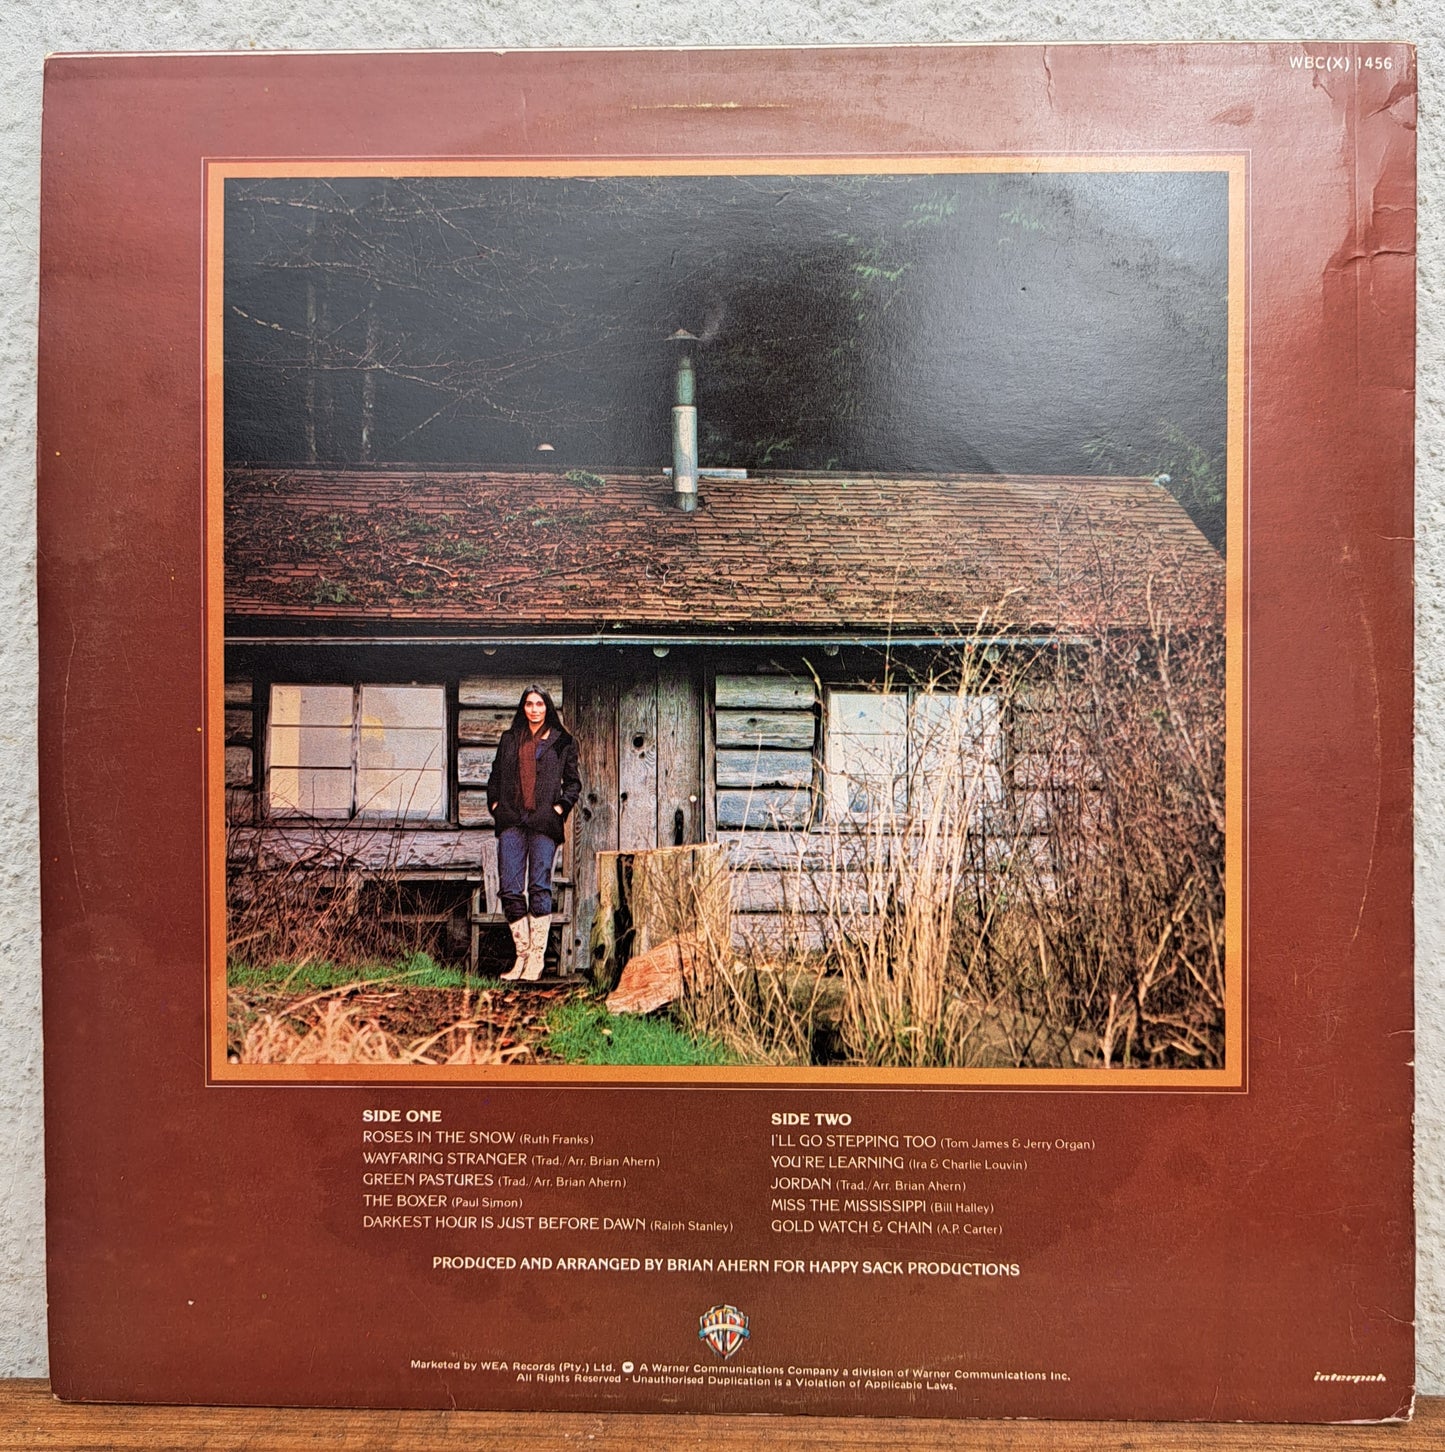 WBC(X) 1456
SIDE ONE
ROSES IN THE SNOW (Ruth Franks)
WAYFARING STRANGER (Trad./Arr. Brian Ahern)
GREEN PASTURES (Trad./Arr. Brian Ahern)
THE BOXER (Paul Simon)
DARKEST HOUR IS JUST BEFORE DAWN (Ralph Stanley)
SIDE TWO
I'LL GO STEPPING TOO (Tom James & Jerry Organ)
YOU'RE LEARNING (Ira & Charlie Louvin)
JORDAN (Trad./Arr. Brian Ahern)
MISS THE MISSISSIPPI (Bill Halley)
GOLD WATCH & CHAIN (A.P. Carter)
PRODUCED AND ARRANGED BY BRIAN AHERN FOR HAPPY SACK PRODUCTIONS
WB
Marketed by WEA Records (Pty.) Ltd. A Warner Communications Company a division of Warner Communications Inc.
All Rights Reserved - Unauthorised Duplication is a Violation of Applicable Laws.
interpak